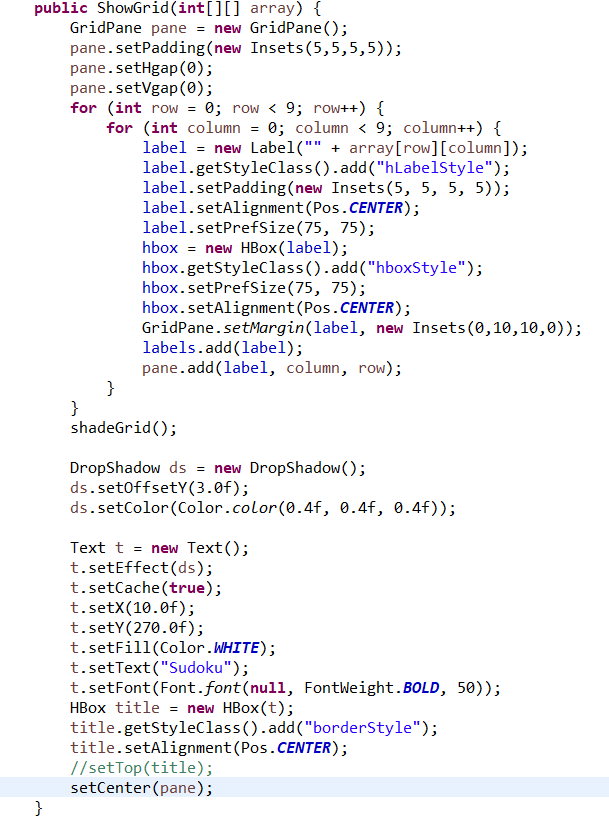 public ShowGrid(int[][] array) {
GridPane pane = new GridPane();
pane.setPadding(new Insets(5,5,5,5));
pane.setHgap(0);
pane.setVgap(0);
for (int row = 0; row < 9; row++) {
for (int column = 0; column < 9; column++) {
label = new Label("" + array[row][column]);
label.getStyleClass().add("hLabelStyle");
label.setPadding(new Insets(5, 5, 5, 5));
label.setAlignment(Pos.CENTER);
label.setPrefSize(75, 75);
hbox = new HBox(label);
hbox.getStyleClass().add("hboxStyle");
hbox.setPrefSize(75, 75);
hbox.setAlignment(Pos.CENTER);
GridPane.setMargin(label, new Insets(0,10,10,0));
labels.add(label);
pane.add(label, column, row);
}
}
shadeGrid();
DropShadow ds = new DropShadow();
ds.setOffsetY(3.0f);
ds.setColor(Color.color(0.4f, 0.4f, 0.4f));
Text t = new Text();
t.setEffect(ds);
t.setCache(true);
t.setX(10.0f);
t.setY(270.0f);
t.setFill(Color.WHITE);
t.setText("Sudoku");
t.setFont(Font.font(null, FontWeight.BOLD, 50));
HBox title = new HBox(t);
title.getStyleClass().add("borderStyle");
title.setAlignment(Pos.CENTER);
//setTop(title);
setCenter(pane);
}